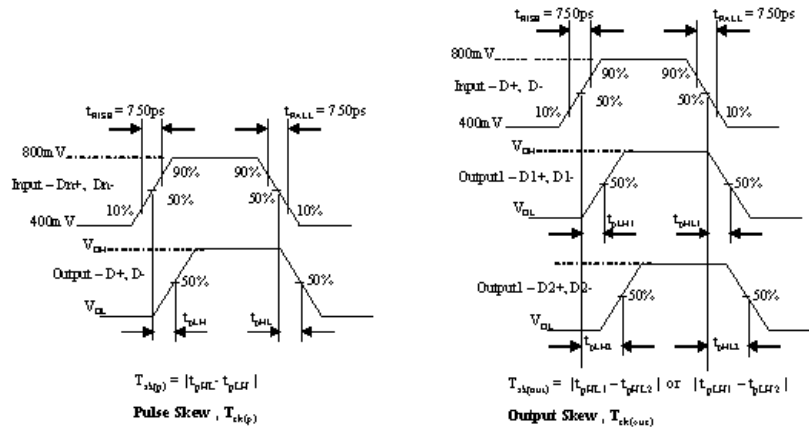 tRISE = 750ps
tFALL = 750ps
800mV
90%
90%
Input – Dn+, Dn-
50%
50%
10%
10%
400mV
VOH
Output – D+, D-
50%
50%
VOL
tpLH
tpHL
Tsk(p) = |tpHL - tpLH|
Pulse Skew , Tsk(p)
tRISE = 750ps
tFALL = 750ps
800mV
90%
90%
Input – D+, D-
50%
50%
10%
10%
400mV
VOH
Output1 – D1+, D1-
50%
50%
VOL
tpLH1
tpHL1
Output1 – D2+, D2-
50%
50%
VOL
tpLH2
tpHL2
Tsk(out) = |tpHL1 – tpHL2| or |tpLH1 – tpLH2|
Output Skew , Tsk(out)